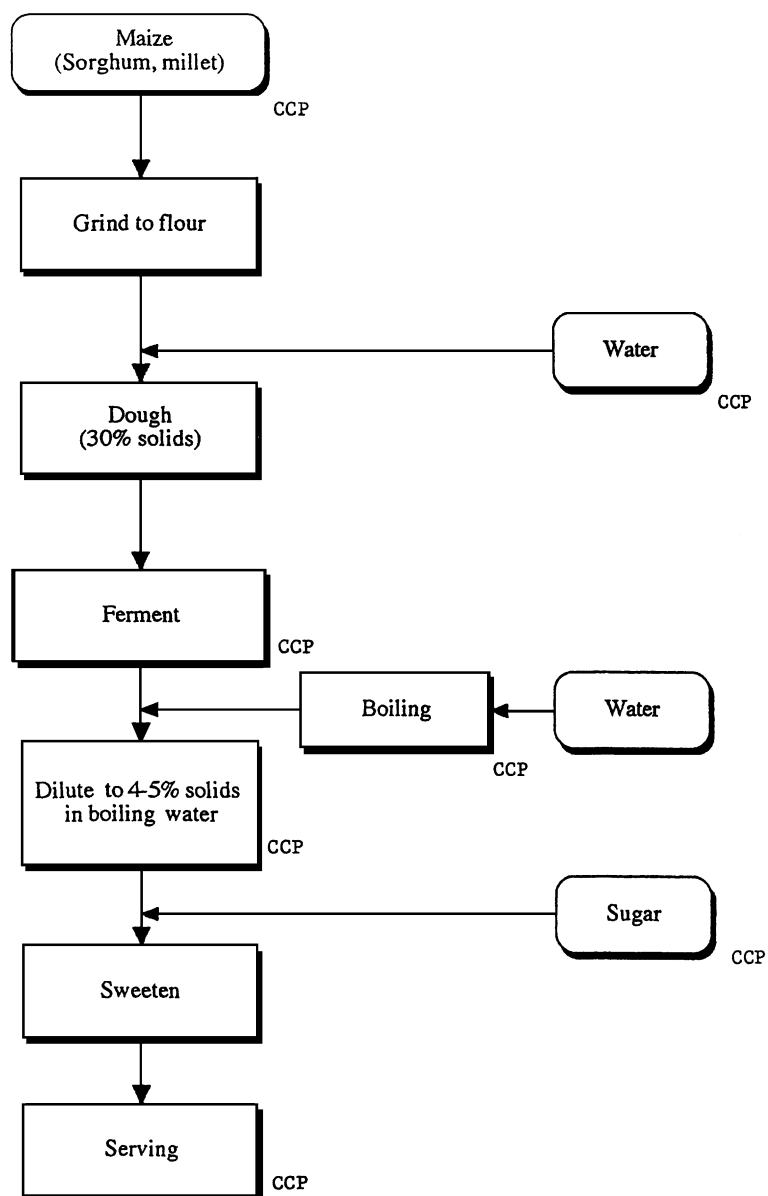 Maize
(Sorghum, millet)
CCP
Grind to flour
Water
CCP
Dough
(30% solids)
Ferment
CCP
Boiling
CCP
Water
Dilute to 4-5% solids
in boiling water
CCP
Sugar
CCP
Sweeten
Serving
CCP